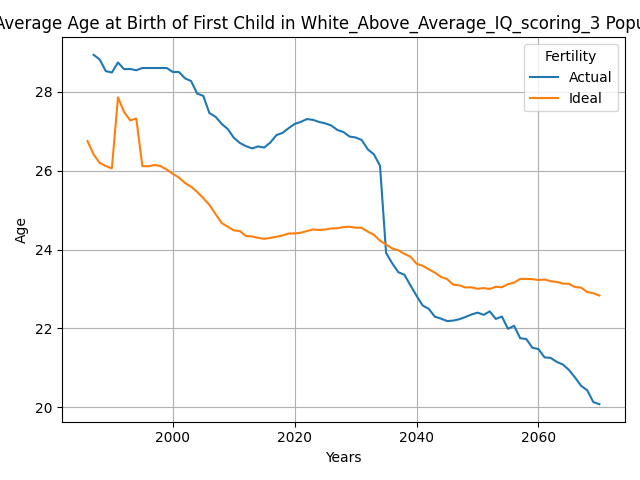 Average Age at Birth of First Child in White_Above_Average_IQ_scoring_3
Fertility
Actual
Ideal
28
26
24
22
20
Age
2000
2020
2040
2060
Years